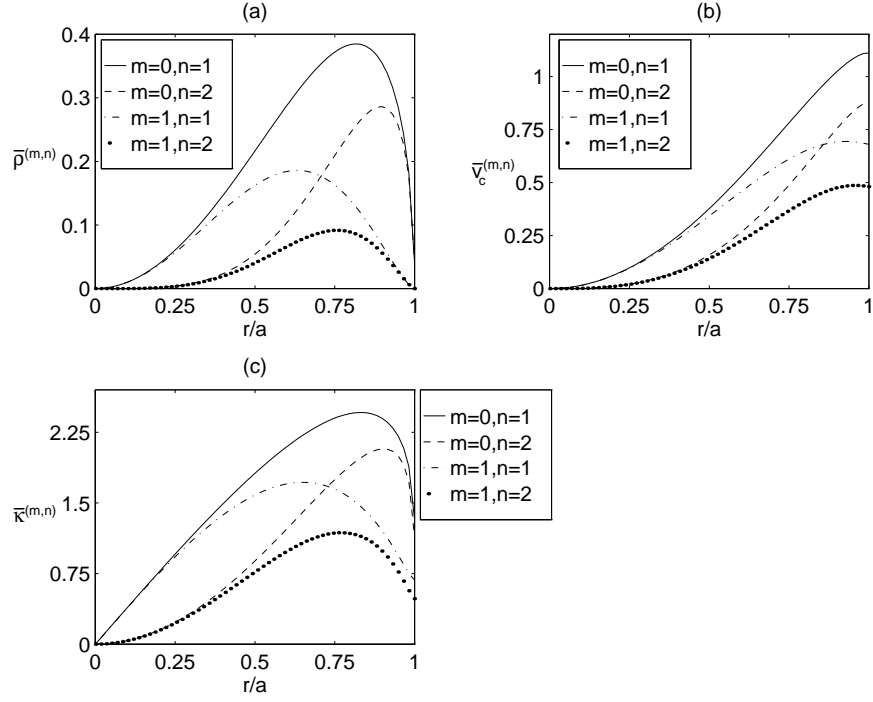 (a)
0.4
0.3
0.2
0.1
0
ρ̅^(m,n)
m=0,n=1
m=0,n=2
m=1,n=1
m=1,n=2
0 0.25 0.5 0.75 1
r/a
(b)
1
0.75
0.5
0.25
0
v̅_c^(m,n)
m=0,n=1
m=0,n=2
m=1,n=1
m=1,n=2
0 0.25 0.5 0.75 1
r/a
(c)
2.25
1.5
0.75
0
κ̅^(m,n)
0 0.25 0.5 0.75 1
r/a
m=0,n=1
m=0,n=2
m=1,n=1
m=1,n=2